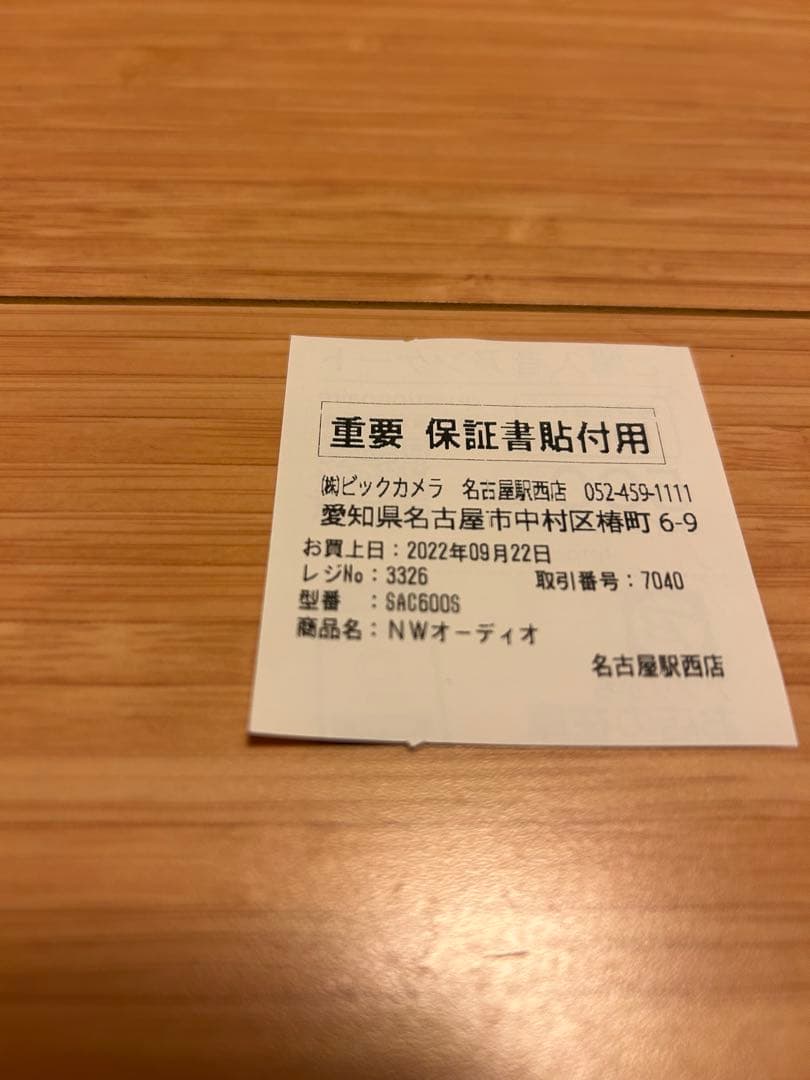 重要 保証書貼付用
㈱ビックカメラ 名古屋駅西店 052-459-1111
愛知県名古屋市中村区椿町 6-9
お買上日：2022年09月22日
レジNo：3326 取引番号：7040
型番 ：SAC600S
商品名：NWオーディオ
名古屋駅西店